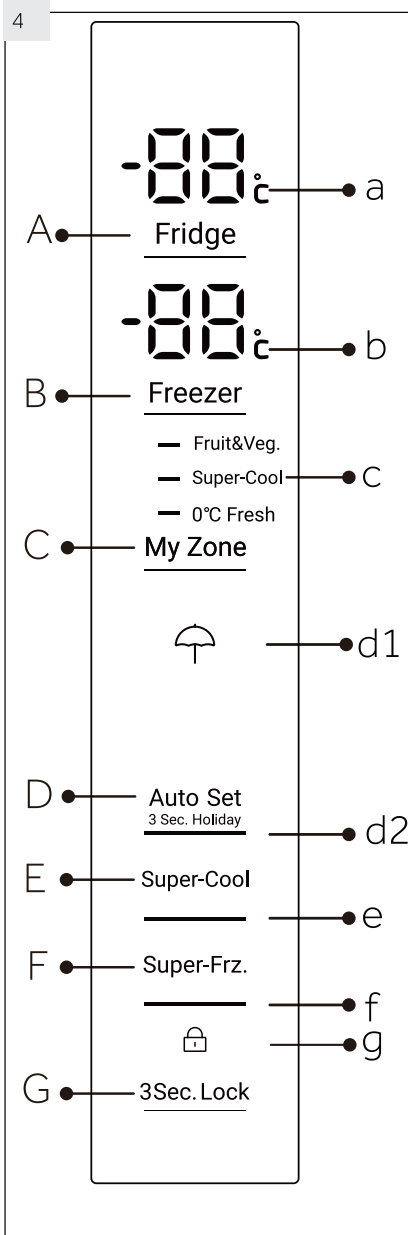 4
-88°c
a
A
Fridge
-88°c
b
B
Freezer
Fruit&Veg.
Super-Cool
c
0°C Fresh
C
My Zone
d1
D
Auto Set
3 Sec. Holiday
d2
E
Super-Cool
e
F
Super-Frz.
f
g
G
3Sec. Lock